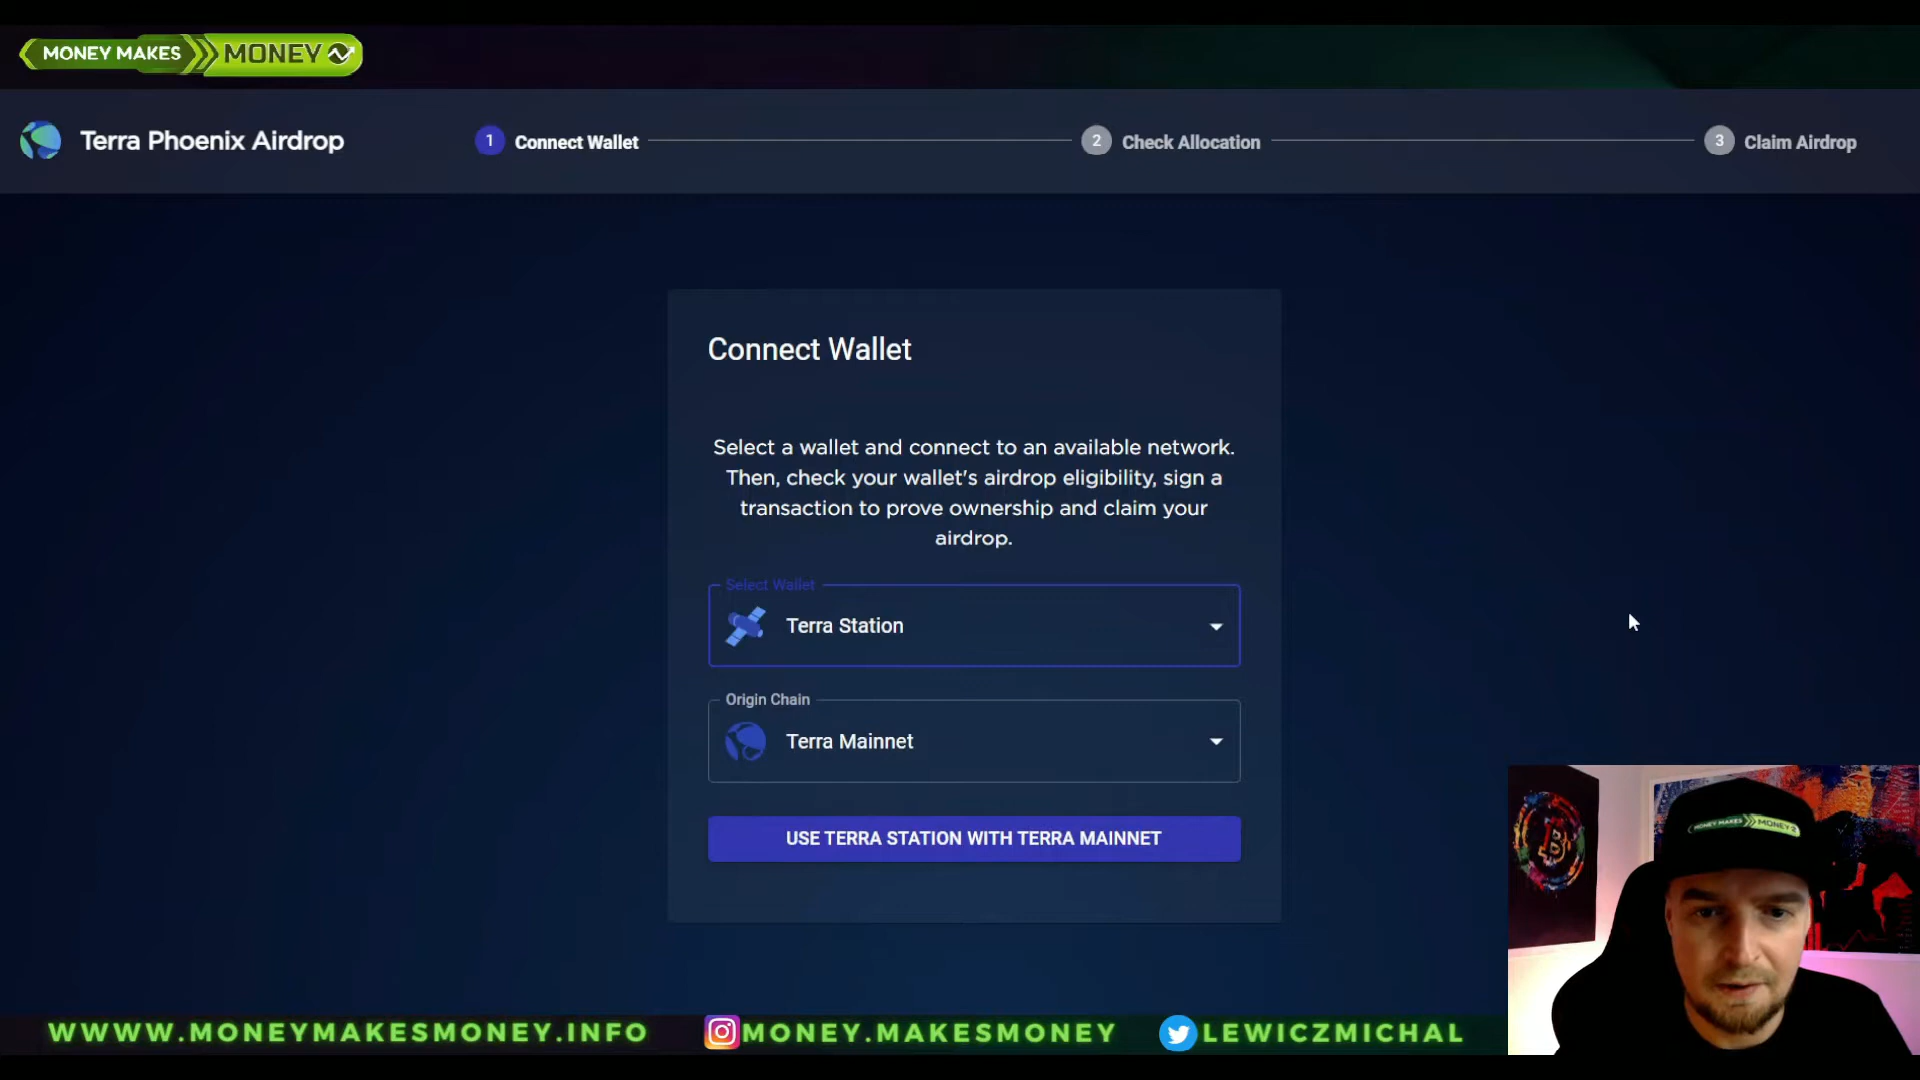 MONEY MAKES MONEY
Terra Phoenix Airdrop
1 Connect Wallet
2 Check Allocation
3 Claim Airdrop
Connect Wallet
Select a wallet and connect to an available network.
Then, check your wallet's airdrop eligibility, sign a
transaction to prove ownership and claim your
airdrop.
Select Wallet
Terra Station
Origin Chain
Terra Mainnet
USE TERRA STATION WITH TERRA MAINNET
MONEY MAKES MONEY
WWWW.MONEYMAKESMONEY.INFO
MONEY.MAKESMONEY
LEWICZMICHAL